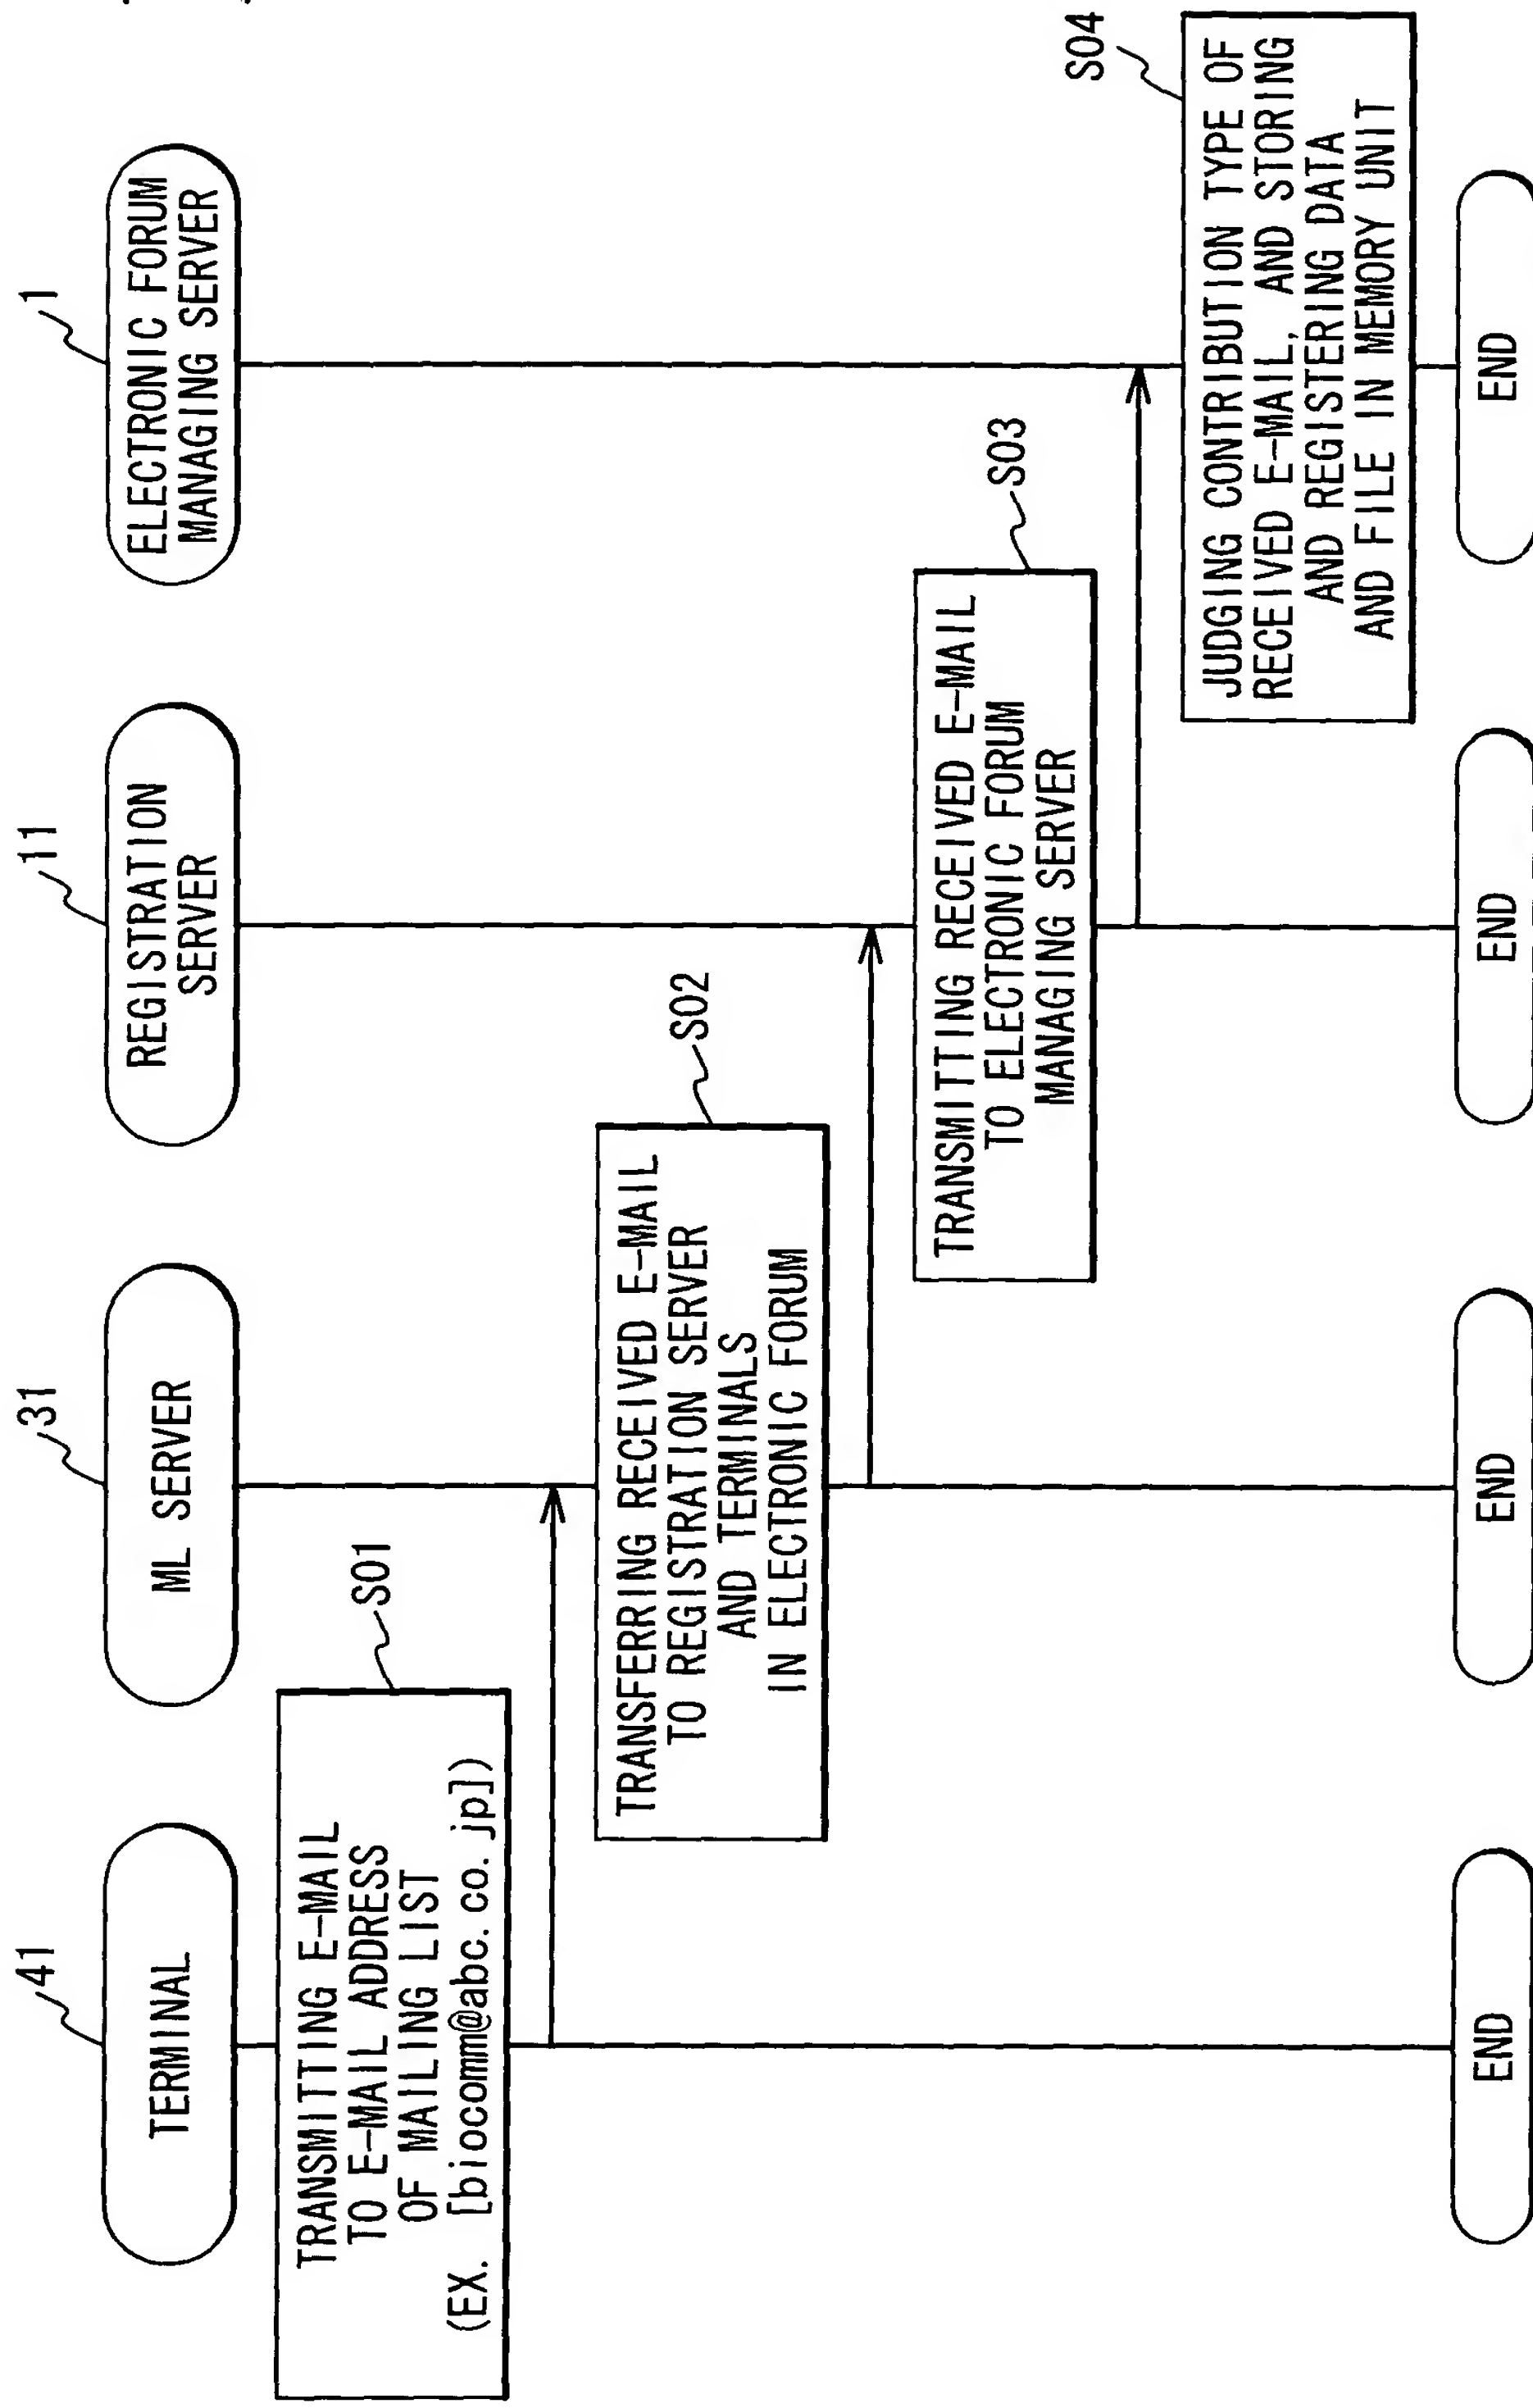 41
TERMINAL
31
ML SERVER
11
REGISTRATION
SERVER
1
ELECTRONIC FORUM
MANAGING SERVER
S01
TRANSMITTING E-MAIL
TO E-MAIL ADDRESS
OF MAILING LIST
(EX. [biocomm@abc.co.jp])
S02
TRANSFERRING RECEIVED E-MAIL
TO REGISTRATION SERVER
AND TERMINALS
IN ELECTRONIC FORUM
S03
TRANSMITTING RECEIVED E-MAIL
TO ELECTRONIC FORUM
MANAGING SERVER
S04
JUDGING CONTRIBUTION TYPE OF
RECEIVED E-MAIL, AND STORING
AND REGISTERING DATA
AND FILE IN MEMORY UNIT
END
END
END
END